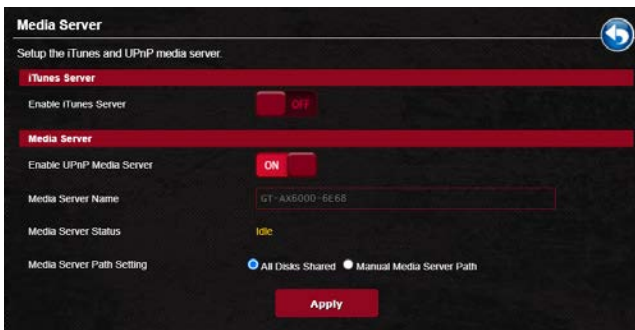 Media Server
Setup the iTunes and UPnP media server.
iTunes Server
Enable iTunes Server OFF
Media Server
Enable UPnP Media Server ON
Media Server Name GT-AX6000-6E68
Media Server Status Idle
Media Server Path Setting All Disks Shared Manual Media Server Path
Apply